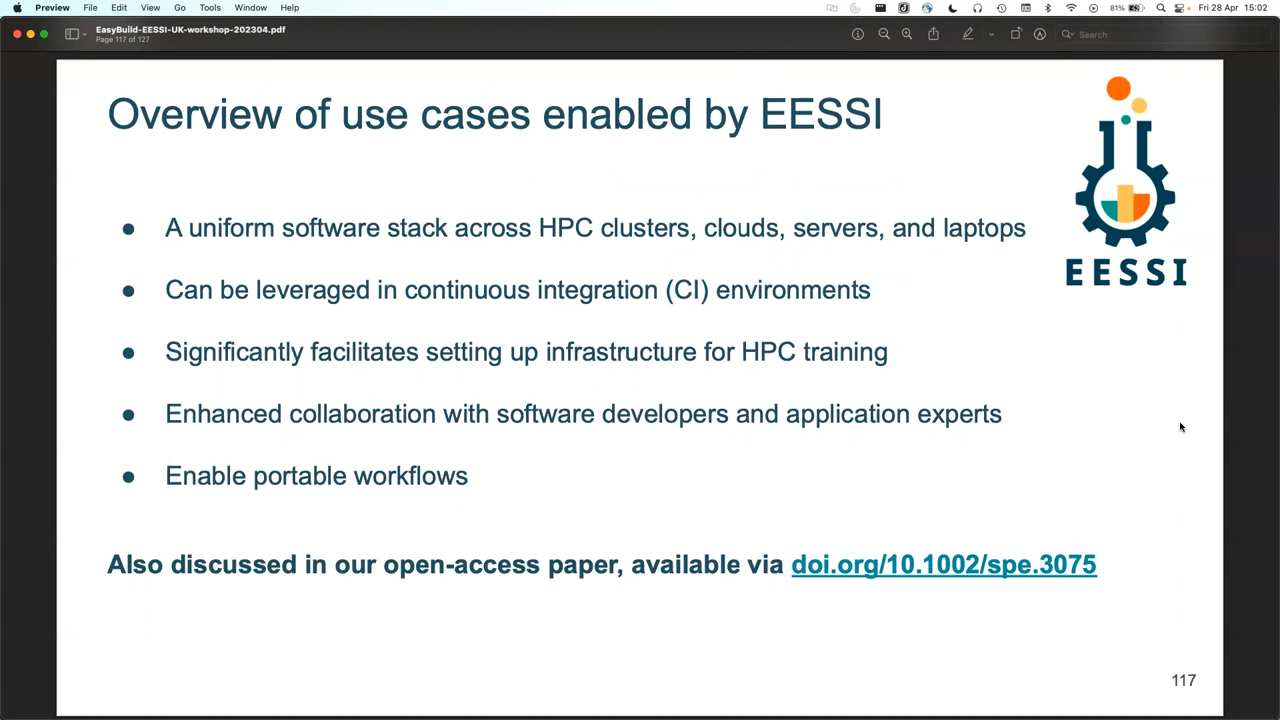 Preview File Edit View Go Tools Window Help 81% Fri 28 Apr 15:02
EasyBuild-EESSI-UK-workshop-202304.pdf
Page 117 of 127
Search
Overview of use cases enabled by EESSI
● A uniform software stack across HPC clusters, clouds, servers, and laptops
● Can be leveraged in continuous integration (CI) environments
● Significantly facilitates setting up infrastructure for HPC training
● Enhanced collaboration with software developers and application experts
● Enable portable workflows
EESSI
Also discussed in our open-access paper, available via doi.org/10.1002/spe.3075
117